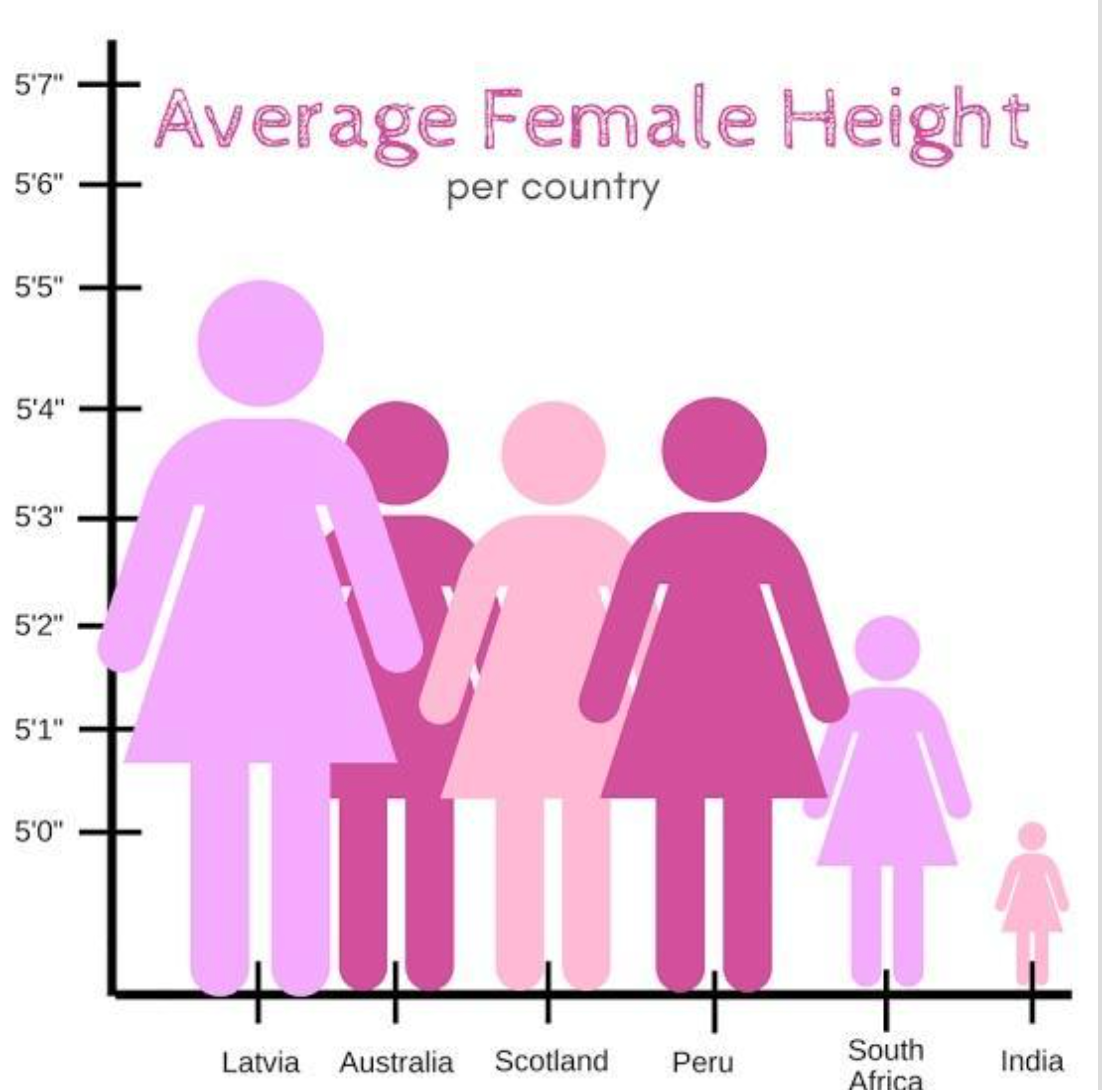 Average Female Height
per country
5'7"
5'6"
5'5"
5'4"
5'3"
5'2"
5'1"
5'0"
Latvia
Australia
Scotland
Peru
South
Africa
India